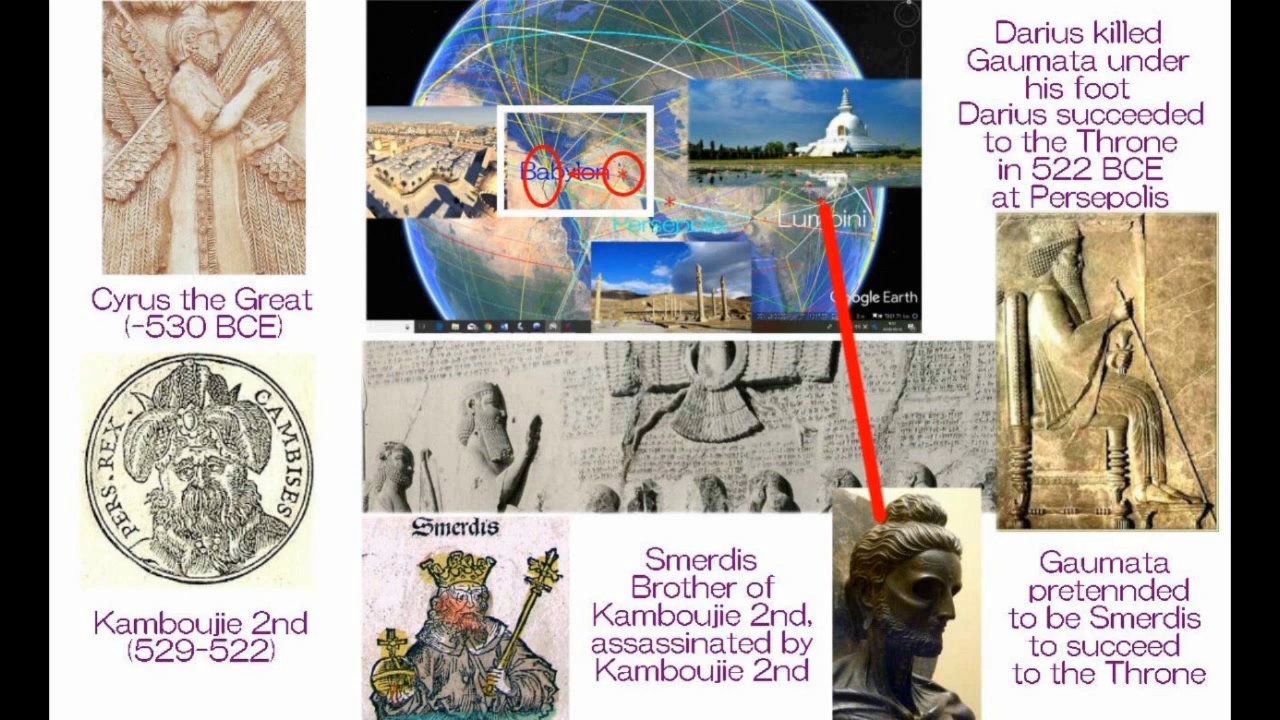 Cyrus the Great
(-530 BCE)
PERS. REX.
CAMBISES
Kamboujie 2nd
(529-522)
Babylon
Persepolis
Lumbini
Google Earth
Smerdis
Smerdis
Brother of
Kamboujie 2nd,
assassinated by
Kamboujie 2nd
Darius killed
Gaumata under
his foot
Darius succeeded
to the Throne
in 522 BCE
at Persepolis
Gaumata
pretennded
to be Smerdis
to succeed
to the Throne